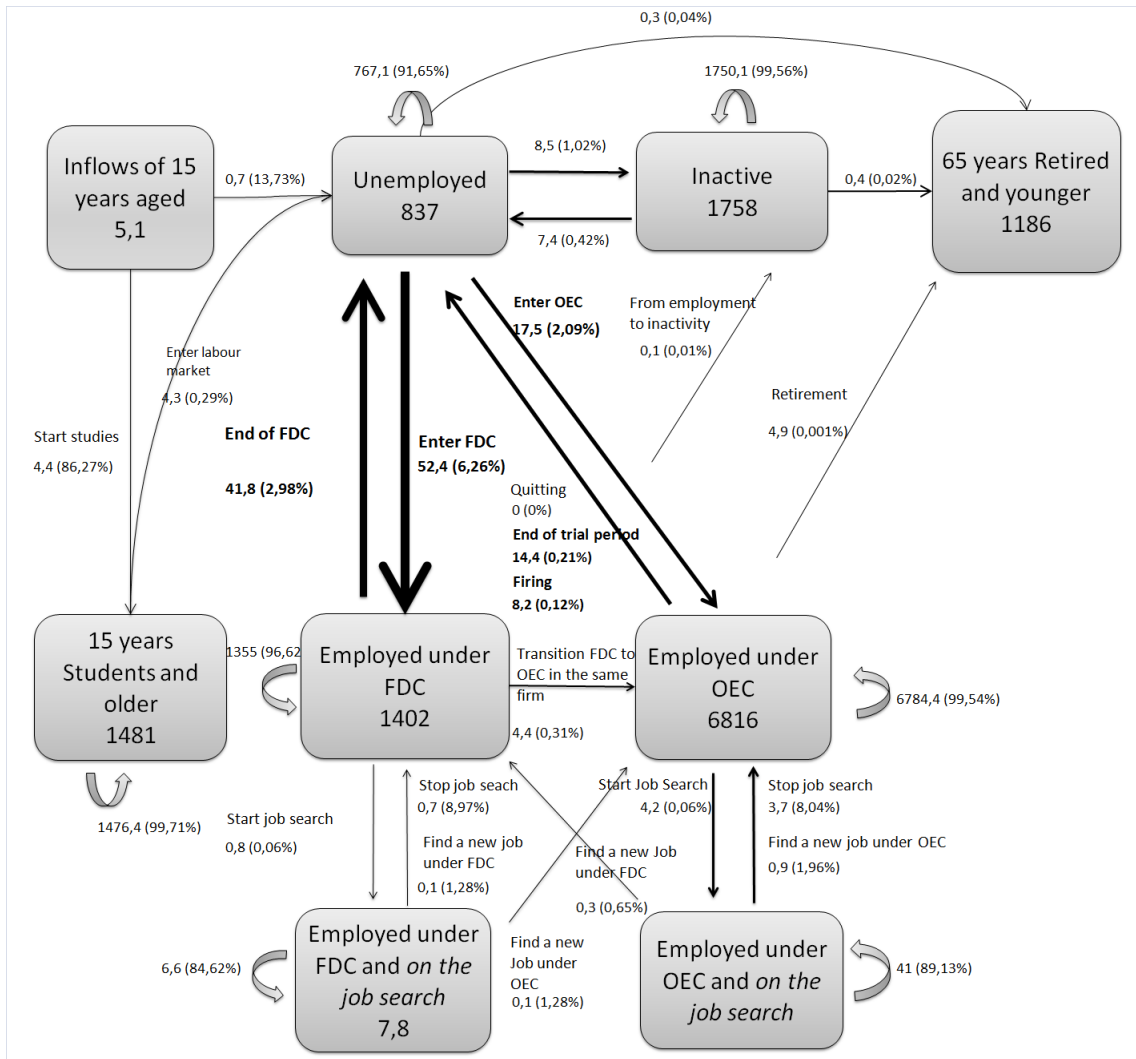 0,3 (0,04%)
767,1 (91,65%)
1750,1 (99,56%)
Inflows of 15
years aged
5,1
0,7 (13,73%)
Unemployed
837
8,5 (1,02%)
7,4 (0,42%)
Inactive
1758
0,4 (0,02%)
65 years Retired
and younger
1186
Enter OEC
17,5 (2,09%)
From employment
to inactivity
0,1 (0,01%)
Enter labour
market
4,3 (0,29%)
Retirement
4,9 (0,001%)
Start studies
4,4 (86,27%)
End of FDC
41,8 (2,98%)
Enter FDC
52,4 (6,26%)
Quitting
0 (0%)
End of trial period
14,4 (0,21%)
Firing
8,2 (0,12%)
15 years
Students and
older
1481
1355 (96,62
Employed under
FDC
1402
Transition FDC to
OEC in the same
firm
4,4 (0,31%)
Employed under
OEC
6816
6784,4 (99,54%)
1476,4 (99,71%)
Start job search
0,8 (0,06%)
Stop job seach
0,7 (8,97%)
Find a new job
under FDC
0,1 (1,28%)
Start Job Search
4,2 (0,06%)
Find a new Job
under FDC
0,3 (0,65%)
Stop job search
3,7 (8,04%)
Find a new job under OEC
0,9 (1,96%)
6,6 (84,62%)
Employed under
FDC and on the
job search
7,8
Find a new
Job under
OEC
0,1 (1,28%)
Employed under
OEC and on the
job search
41 (89,13%)